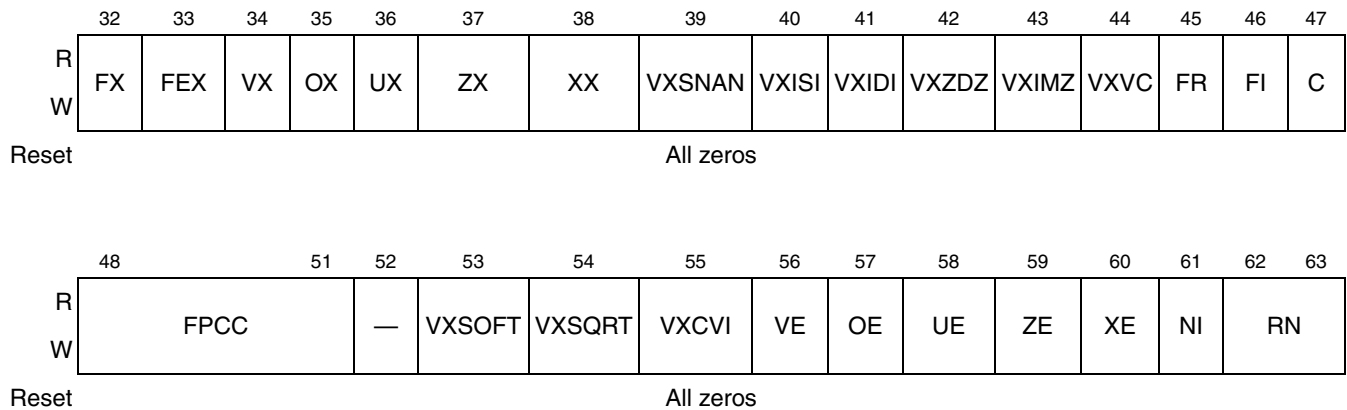 32 33 34 35 36 37 38 39 40 41 42 43 44 45 46 47
R
FX FEX VX OX UX ZX XX VXSNAN VXISI VXIDI VXZDZ VXIMZ VXVC FR FI C
W
Reset All zeros
48 51 52 53 54 55 56 57 58 59 60 61 62 63
R
FPCC — VXSOFT VXSQRT VXCVI VE OE UE ZE XE NI RN
W
Reset All zeros